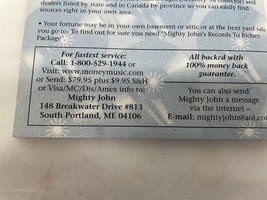 dealers listed by state and in Canada by province so you can easily find
sources right in your own area.
• Your fortune may be in your own basement or attic or at the next yard sale
you go to. To find out for sure you need "Mighty John's Records To Riches
Package"
For fastest service:
Call: 1-800-529-1944 or
Visit: www.moneymusic.com
or Send: $79.95 plus $9.95 S&H
or Visa/MC/Dis/Amex info to:
Mighty John
148 Breakwater Drive #813
South Portland, ME 04106
All backed with
100% money back
guarantee.
You can also send
Mighty John a message
via the internet –
E-mail: mightyjohn@aol.co